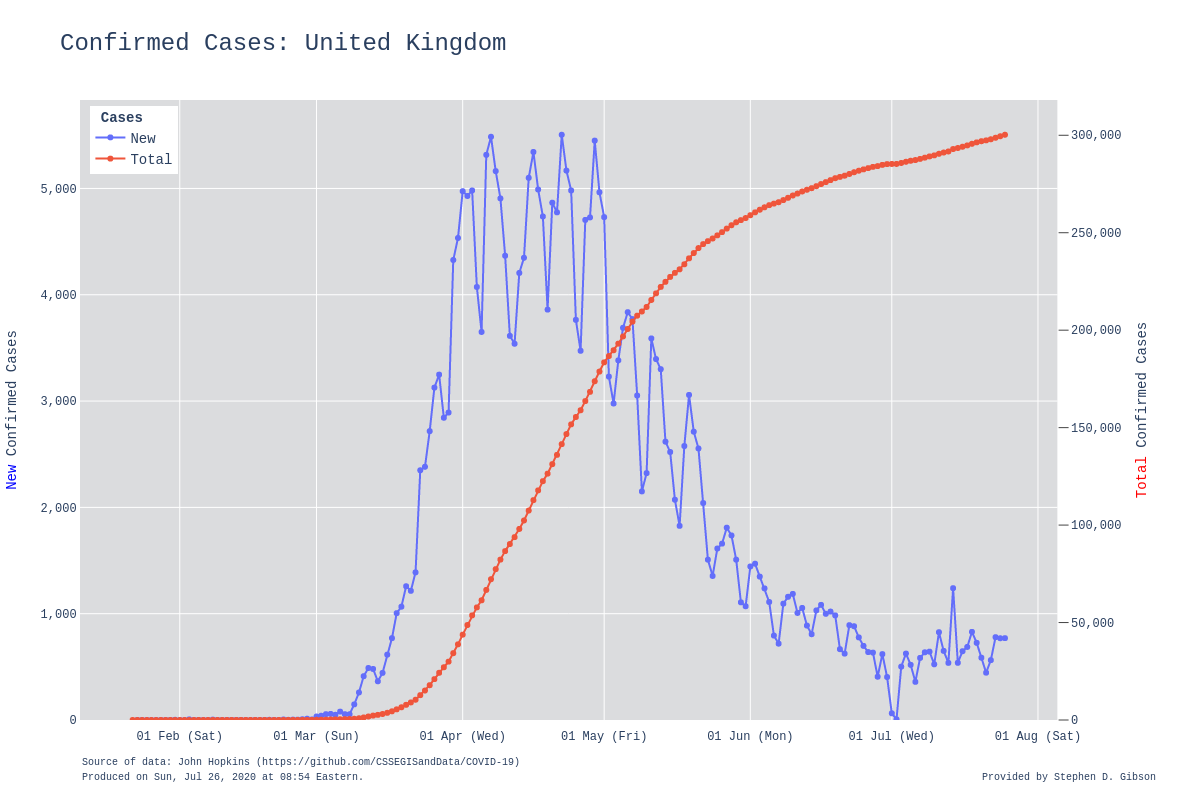 Confirmed Cases: United Kingdom
Cases
New
Total
5,000
4,000
3,000
2,000
1,000
0
300,000
250,000
200,000
150,000
100,000
50,000
0
New Confirmed Cases
Total Confirmed Cases
01 Feb (Sat)
01 Mar (Sun)
01 Apr (Wed)
01 May (Fri)
01 Jun (Mon)
01 Jul (Wed)
01 Aug (Sat)
Source of data: John Hopkins (https://github.com/CSSEGISandData/COVID-19)
Produced on Sun, Jul 26, 2020 at 08:54 Eastern.
Provided by Stephen D. Gibson